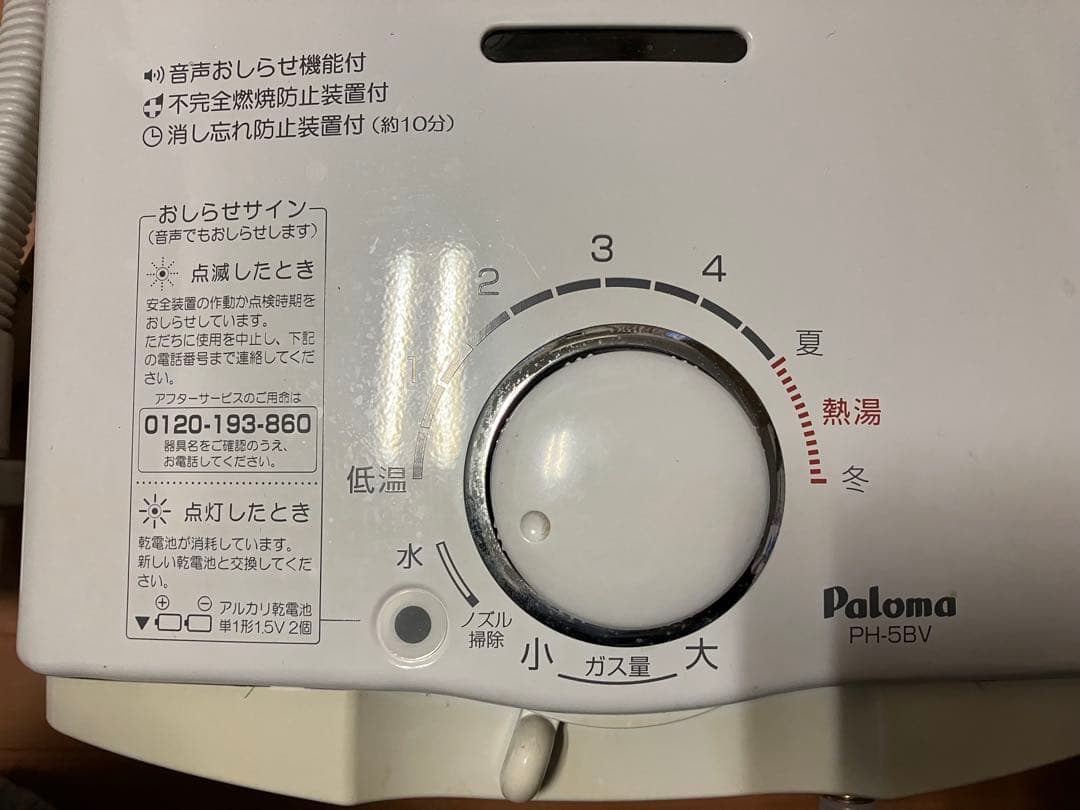 音声おしらせ機能付
不完全燃焼防止装置付
消し忘れ防止装置付(約10分)
おしらせサイン
(音声でもおしらせします)
点滅したとき
安全装置の作動か点検時期を
おしらせしています。
ただちに使用を中止し、下記
の電話番号まで連絡してくだ
さい。
アフターサービスのご用命は
0120-193-860
器具名をご確認のうえ、
お電話してください。
点灯したとき
乾電池が消耗しています。
新しい乾電池と交換してくだ
さい。
⊕ ⊖ アルカリ乾電池
▼ 単1形1.5V 2個
低温
1
2
3
4
夏
熱湯
冬
水
ノズル
掃除
小 ガス量 大
Paloma
PH-5BV